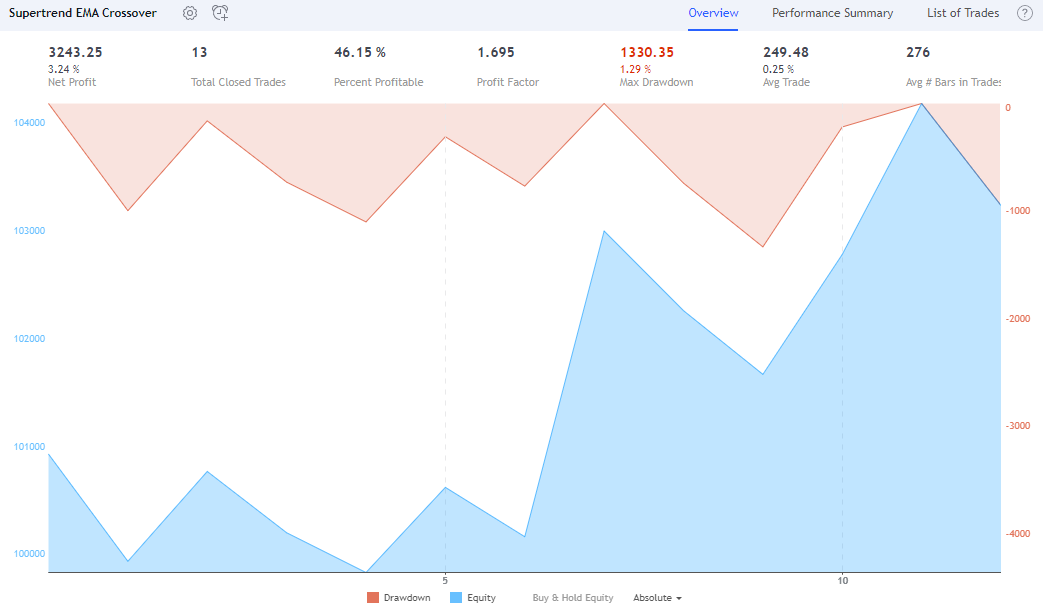 Supertrend EMA Crossover Overview Performance Summary List of Trades ?
3243.25 13 46.15 % 1.695 1330.35 249.48 276
3.24 % 1.29 % 0.25 %
Net Profit Total Closed Trades Percent Profitable Profit Factor Max Drawdown Avg Trade Avg # Bars in Trades
0
104000
-1000
103000
-2000
102000
-3000
101000
-4000
100000
5 10
Drawdown Equity Buy & Hold Equity Absolute